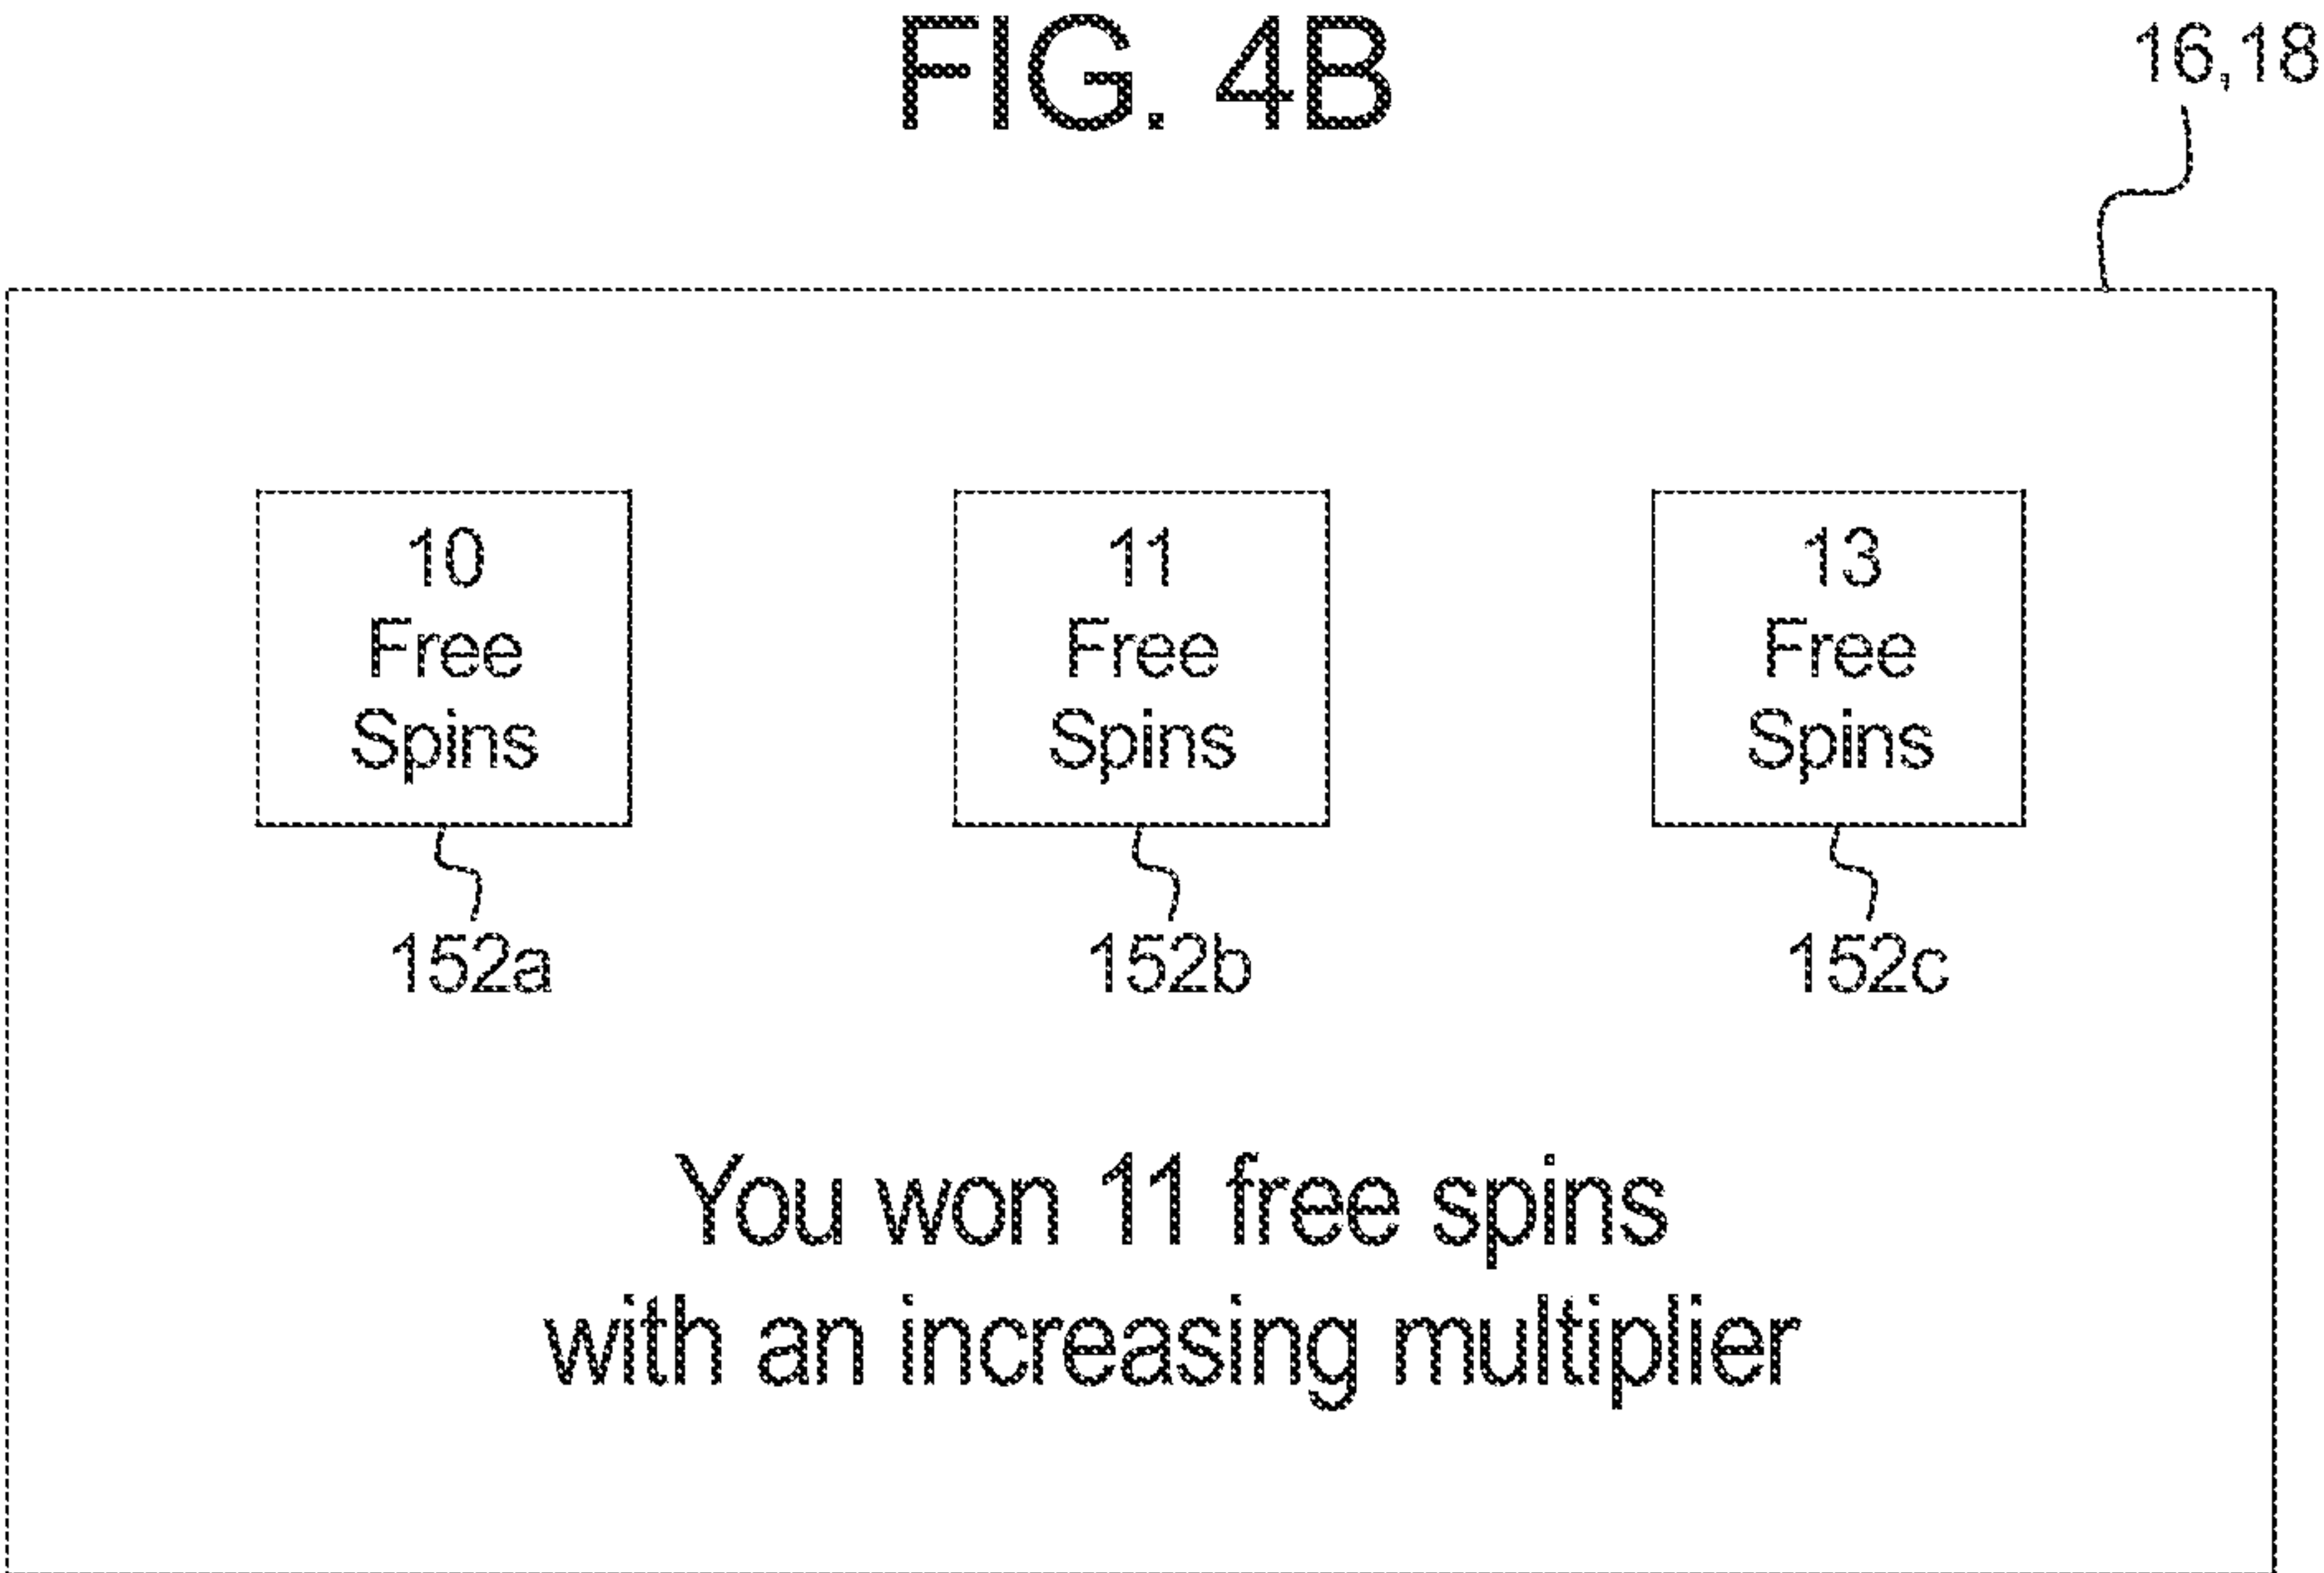 FIG. 4B
16,18
10
Free
Spins
11
Free
Spins
13
Free
Spins
152a
152b
152c
You won 11 free spins
with an increasing multiplier